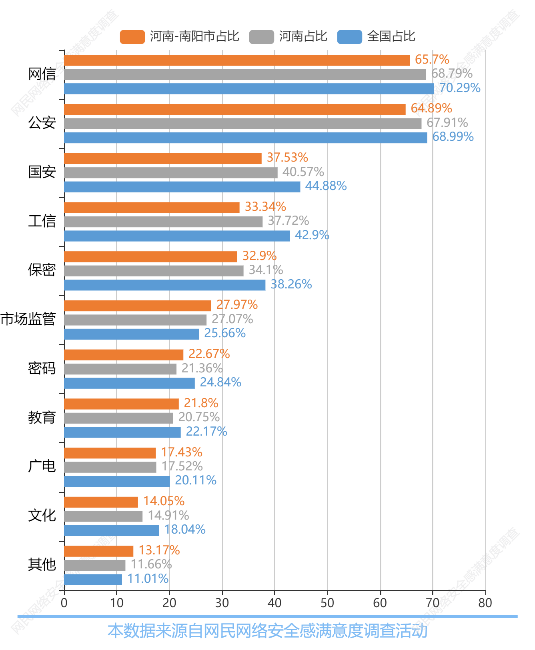 河南-南阳市占比 河南占比 全国占比
网信 65.7% 68.79% 70.29%
公安 64.89% 67.91% 68.99%
国安 37.53% 40.57% 44.88%
工信 33.34% 37.72% 42.9%
保密 32.9% 34.1% 38.26%
市场监管 27.97% 27.07% 25.66%
密码 22.67% 21.36% 24.84%
教育 21.8% 20.75% 22.17%
广电 17.43% 17.52% 20.11%
文化 14.05% 14.91% 18.04%
其他 13.17% 11.66% 11.01%
0 10 20 30 40 50 60 70 80
本数据来源自网民网络安全感满意度调查活动